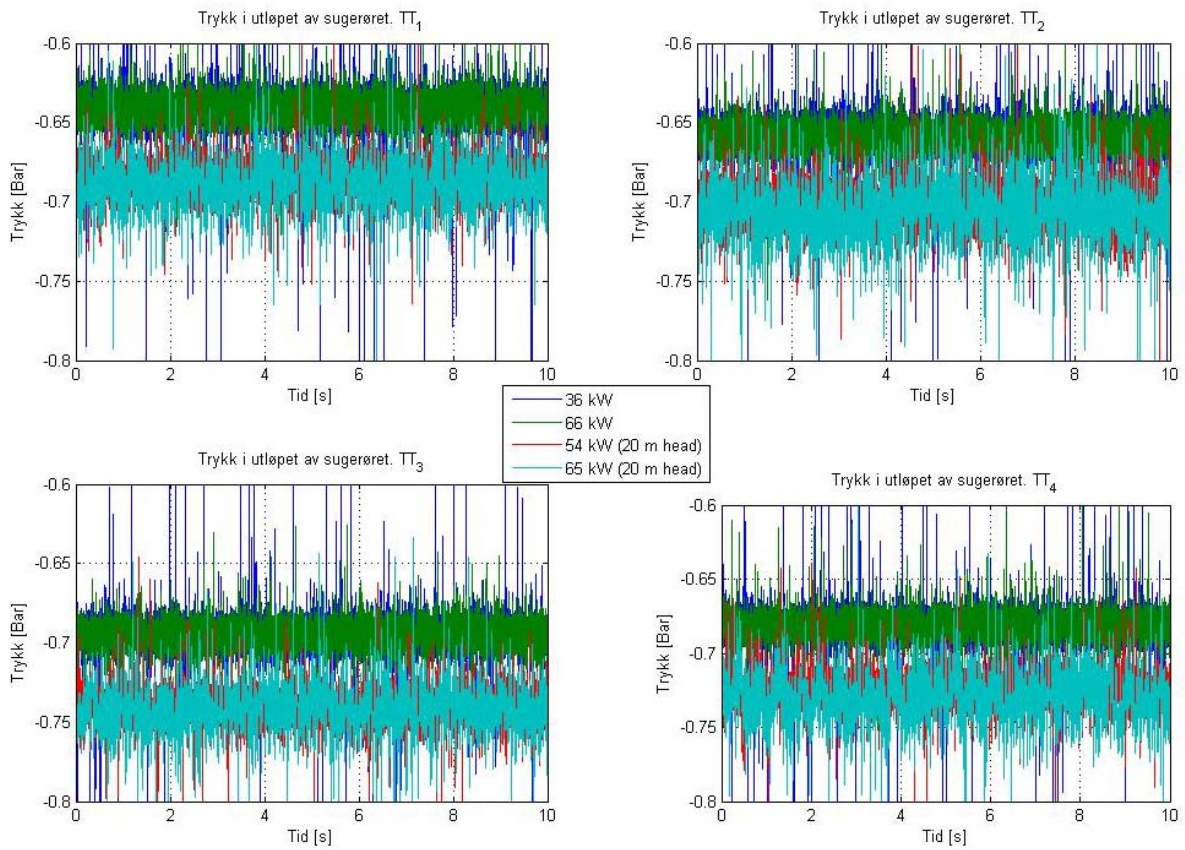 Trykk i utløpet av sugerøret. TT1
-0.6
-0.65
-0.7
-0.75
-0.8
Trykk [Bar]
0 2 4 6 8 10
Tid [s]
Trykk i utløpet av sugerøret. TT2
-0.6
-0.65
-0.7
-0.75
-0.8
Trykk [Bar]
0 2 4 6 8 10
Tid [s]
36 kW
66 kW
54 kW (20 m head)
65 kW (20 m head)
Trykk i utløpet av sugerøret. TT3
-0.6
-0.65
-0.7
-0.75
-0.8
Trykk [Bar]
0 2 4 6 8 10
Tid [s]
Trykk i utløpet av sugerøret. TT4
-0.6
-0.65
-0.7
-0.75
-0.8
Trykk [Bar]
0 2 4 6 8 10
Tid [s]